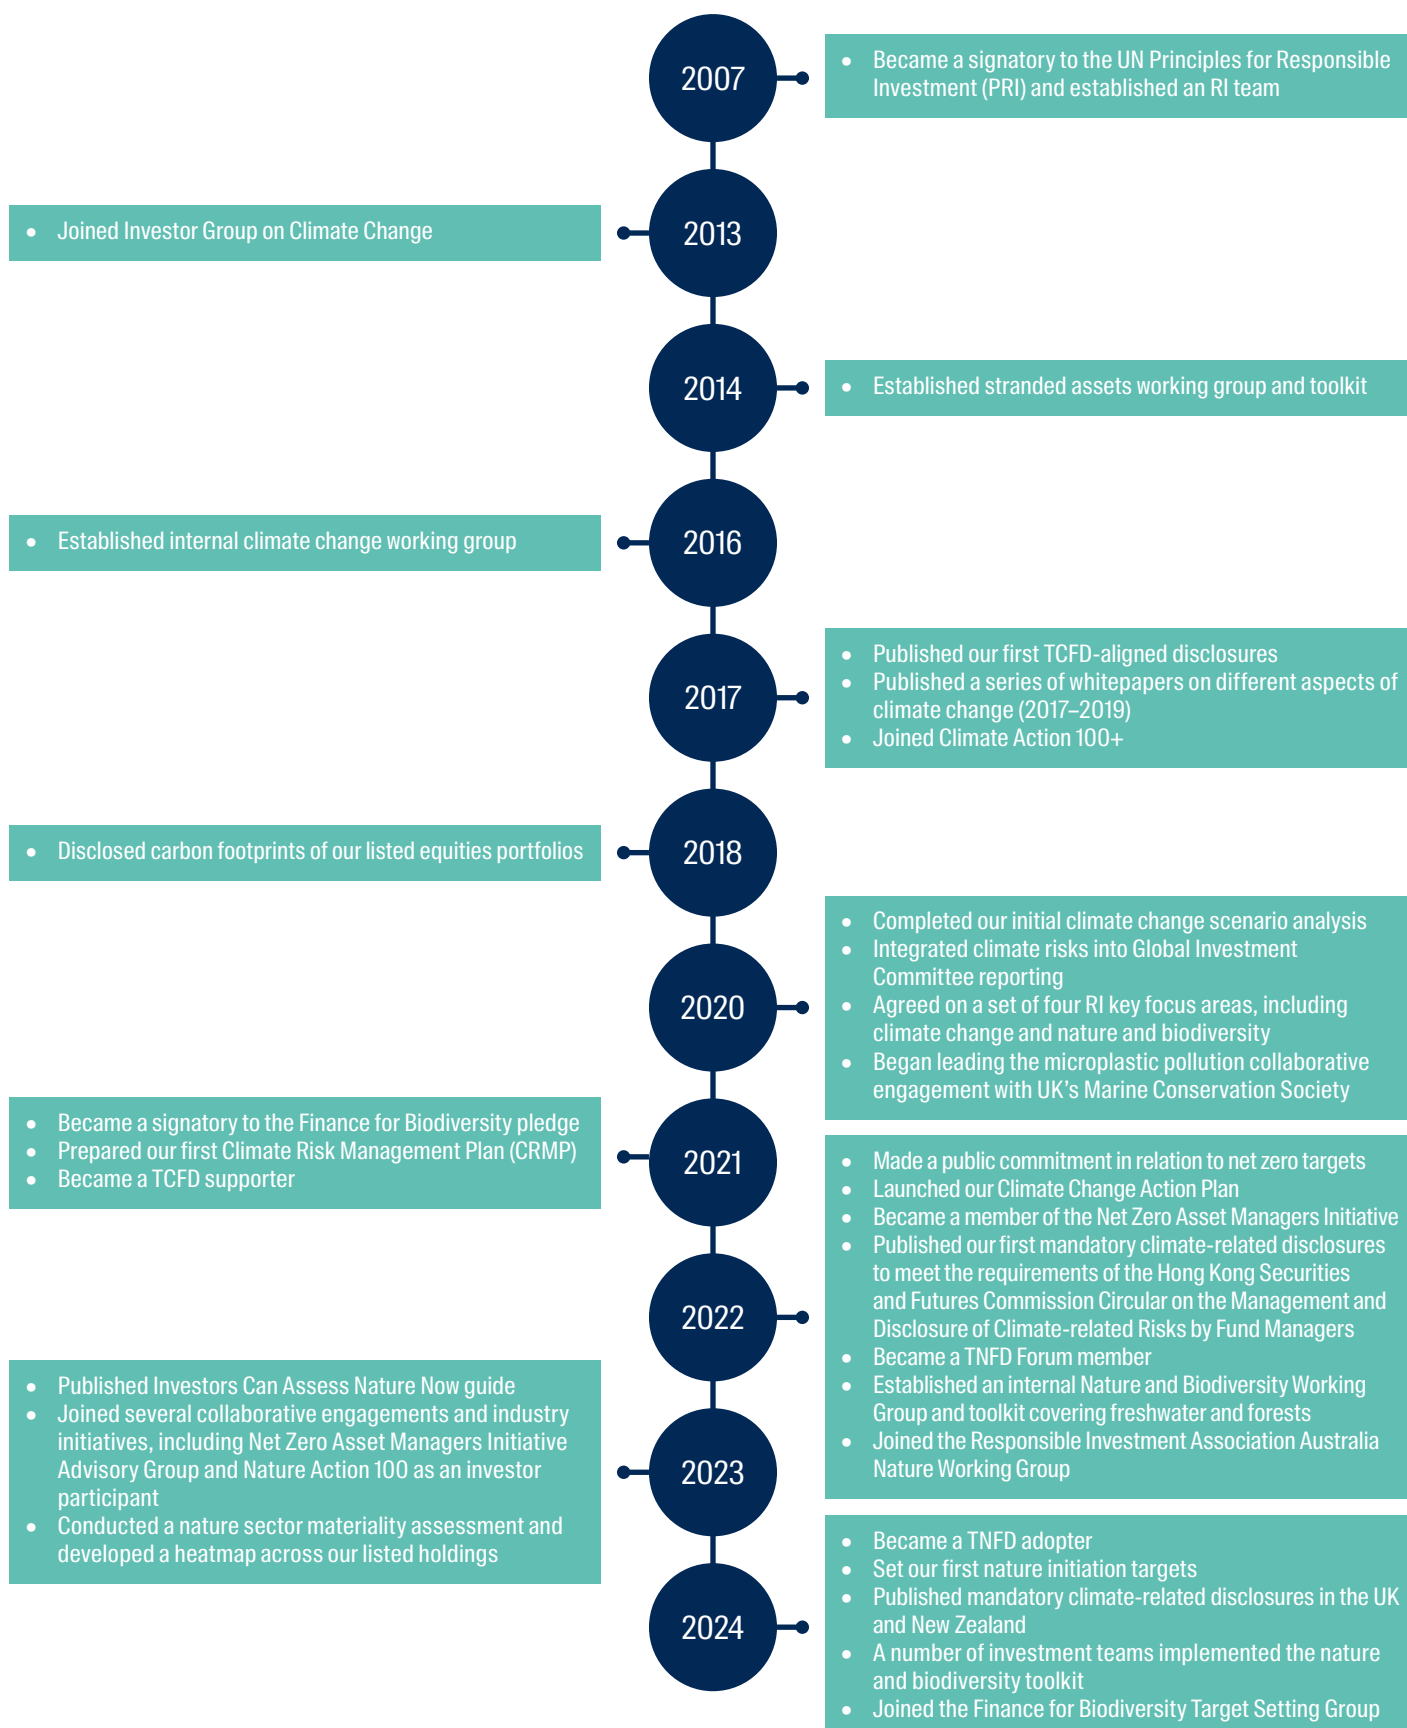 2007
• Became a signatory to the UN Principles for Responsible
Investment (PRI) and established an RI team
2013
• Joined Investor Group on Climate Change
2014
• Established stranded assets working group and toolkit
2016
• Established internal climate change working group
2017
• Published our first TCFD-aligned disclosures
• Published a series of whitepapers on different aspects of
climate change (2017–2019)
• Joined Climate Action 100+
2018
• Disclosed carbon footprints of our listed equities portfolios
2020
• Completed our initial climate change scenario analysis
• Integrated climate risks into Global Investment
Committee reporting
• Agreed on a set of four RI key focus areas, including
climate change and nature and biodiversity
• Began leading the microplastic pollution collaborative
engagement with UK’s Marine Conservation Society
2021
• Became a signatory to the Finance for Biodiversity pledge
• Prepared our first Climate Risk Management Plan (CRMP)
• Became a TCFD supporter
2022
• Made a public commitment in relation to net zero targets
• Launched our Climate Change Action Plan
• Became a member of the Net Zero Asset Managers Initiative
• Published our first mandatory climate-related disclosures
to meet the requirements of the Hong Kong Securities
and Futures Commission Circular on the Management and
Disclosure of Climate-related Risks by Fund Managers
• Became a TNFD Forum member
• Established an internal Nature and Biodiversity Working
Group and toolkit covering freshwater and forests
• Joined the Responsible Investment Association Australia
Nature Working Group
2023
• Published Investors Can Assess Nature Now guide
• Joined several collaborative engagements and industry
initiatives, including Net Zero Asset Managers Initiative
Advisory Group and Nature Action 100 as an investor
participant
• Conducted a nature sector materiality assessment and
developed a heatmap across our listed holdings
2024
• Became a TNFD adopter
• Set our first nature initiation targets
• Published mandatory climate-related disclosures in the UK
and New Zealand
• A number of investment teams implemented the nature
and biodiversity toolkit
• Joined the Finance for Biodiversity Target Setting Group